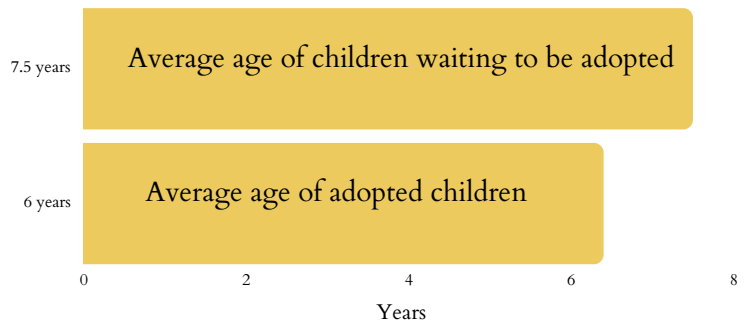 7.5 years
Average age of children waiting to be adopted
6 years
Average age of adopted children
0 2 4 6 8
Years